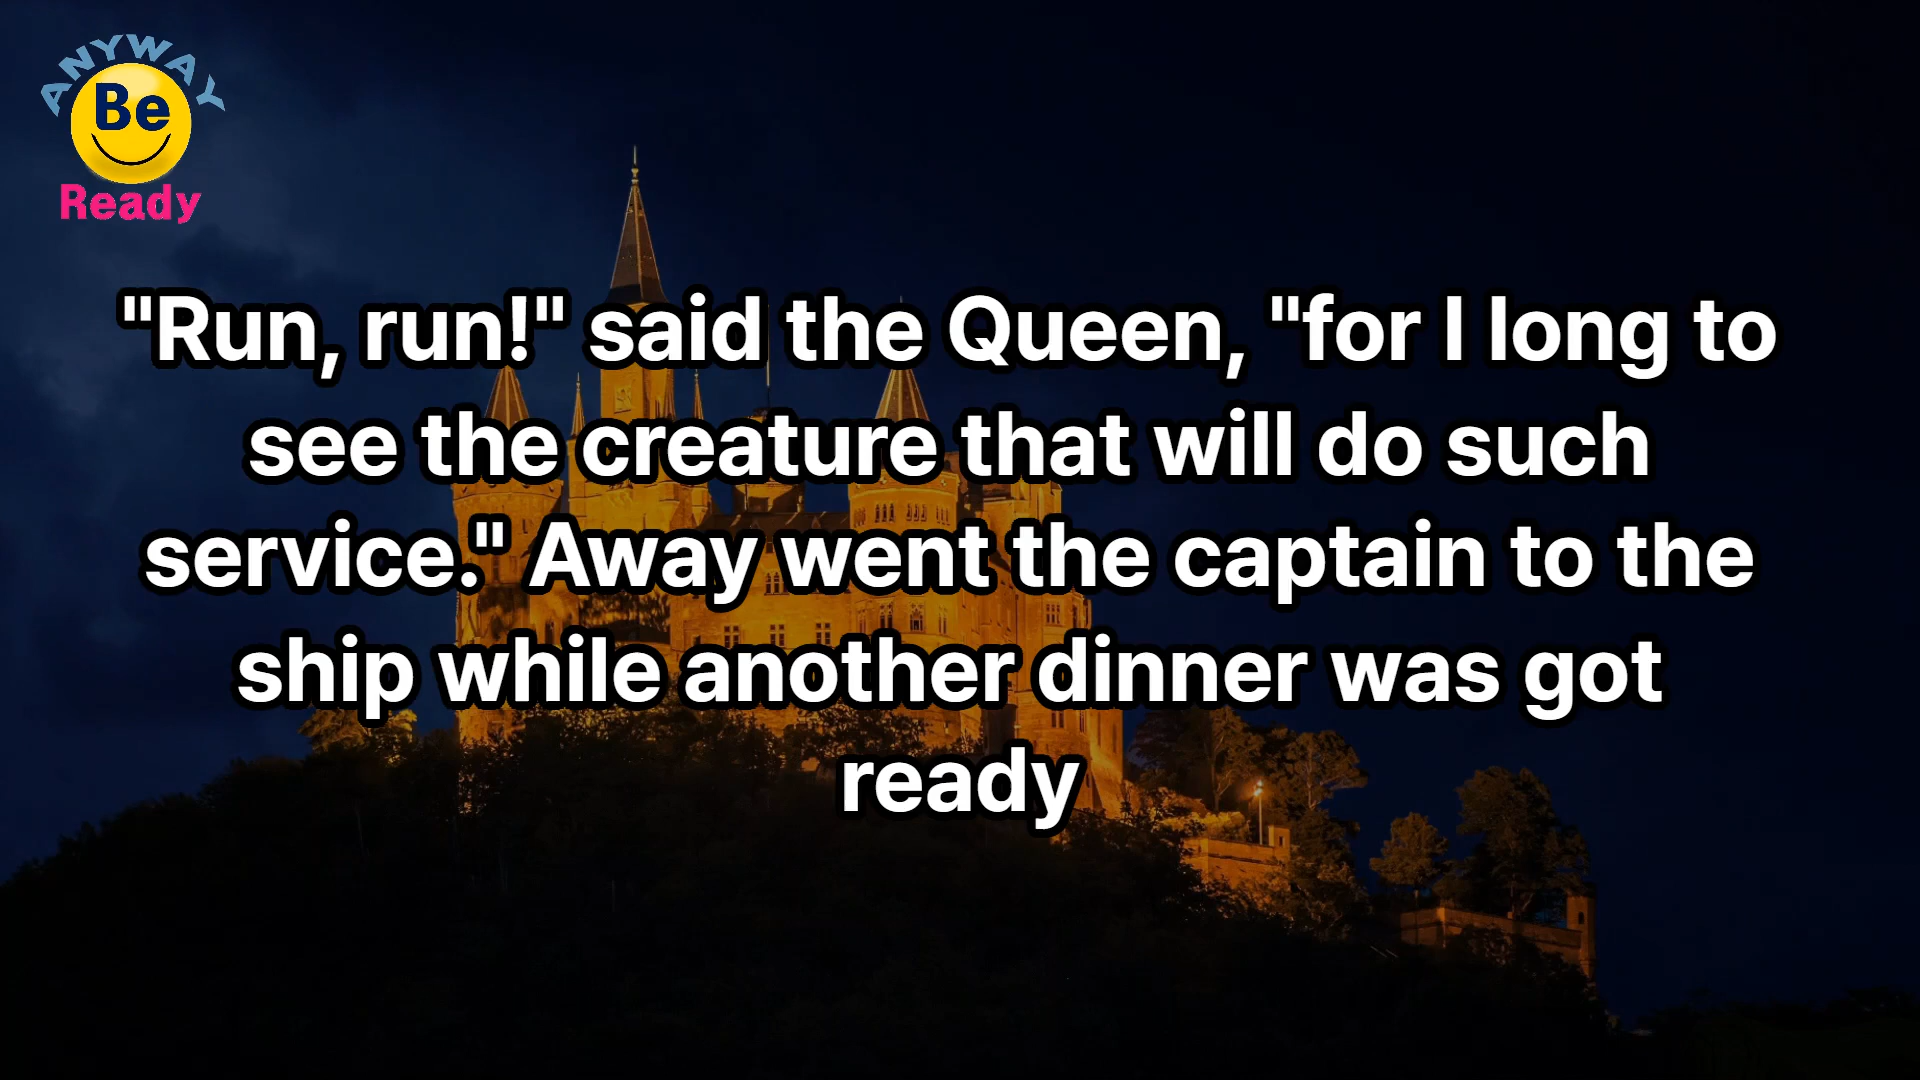 ANYWAY
Be
Ready
"Run, run!" said the Queen, "for I long to
see the creature that will do such
service." Away went the captain to the
ship while another dinner was got
ready